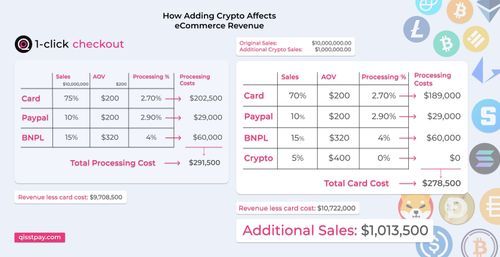 How Adding Crypto Affects
eCommerce Revenue
1-click checkout
Sales AOV Processing % Processing Costs
$10,000,000 $200
Card 75% $200 2.70% $202,500
Paypal 10% $200 2.90% $29,000
BNPL 15% $320 4% $60,000
Total Processing Cost $291,500
Revenue less card cost: $9,708,500
qisstpay.com
Original Sales: $10,000,000.00
Additional Crypto Sales: $1,000,000.00
Sales AOV Processing % Processing Costs
Card 70% $200 2.70% $189,000
Paypal 10% $200 2.90% $29,000
BNPL 15% $320 4% $60,000
Crypto 5% $400 0% $0
Total Card Cost $278,500
Revenue less card cost: $10,722,000
Additional Sales: $1,013,500